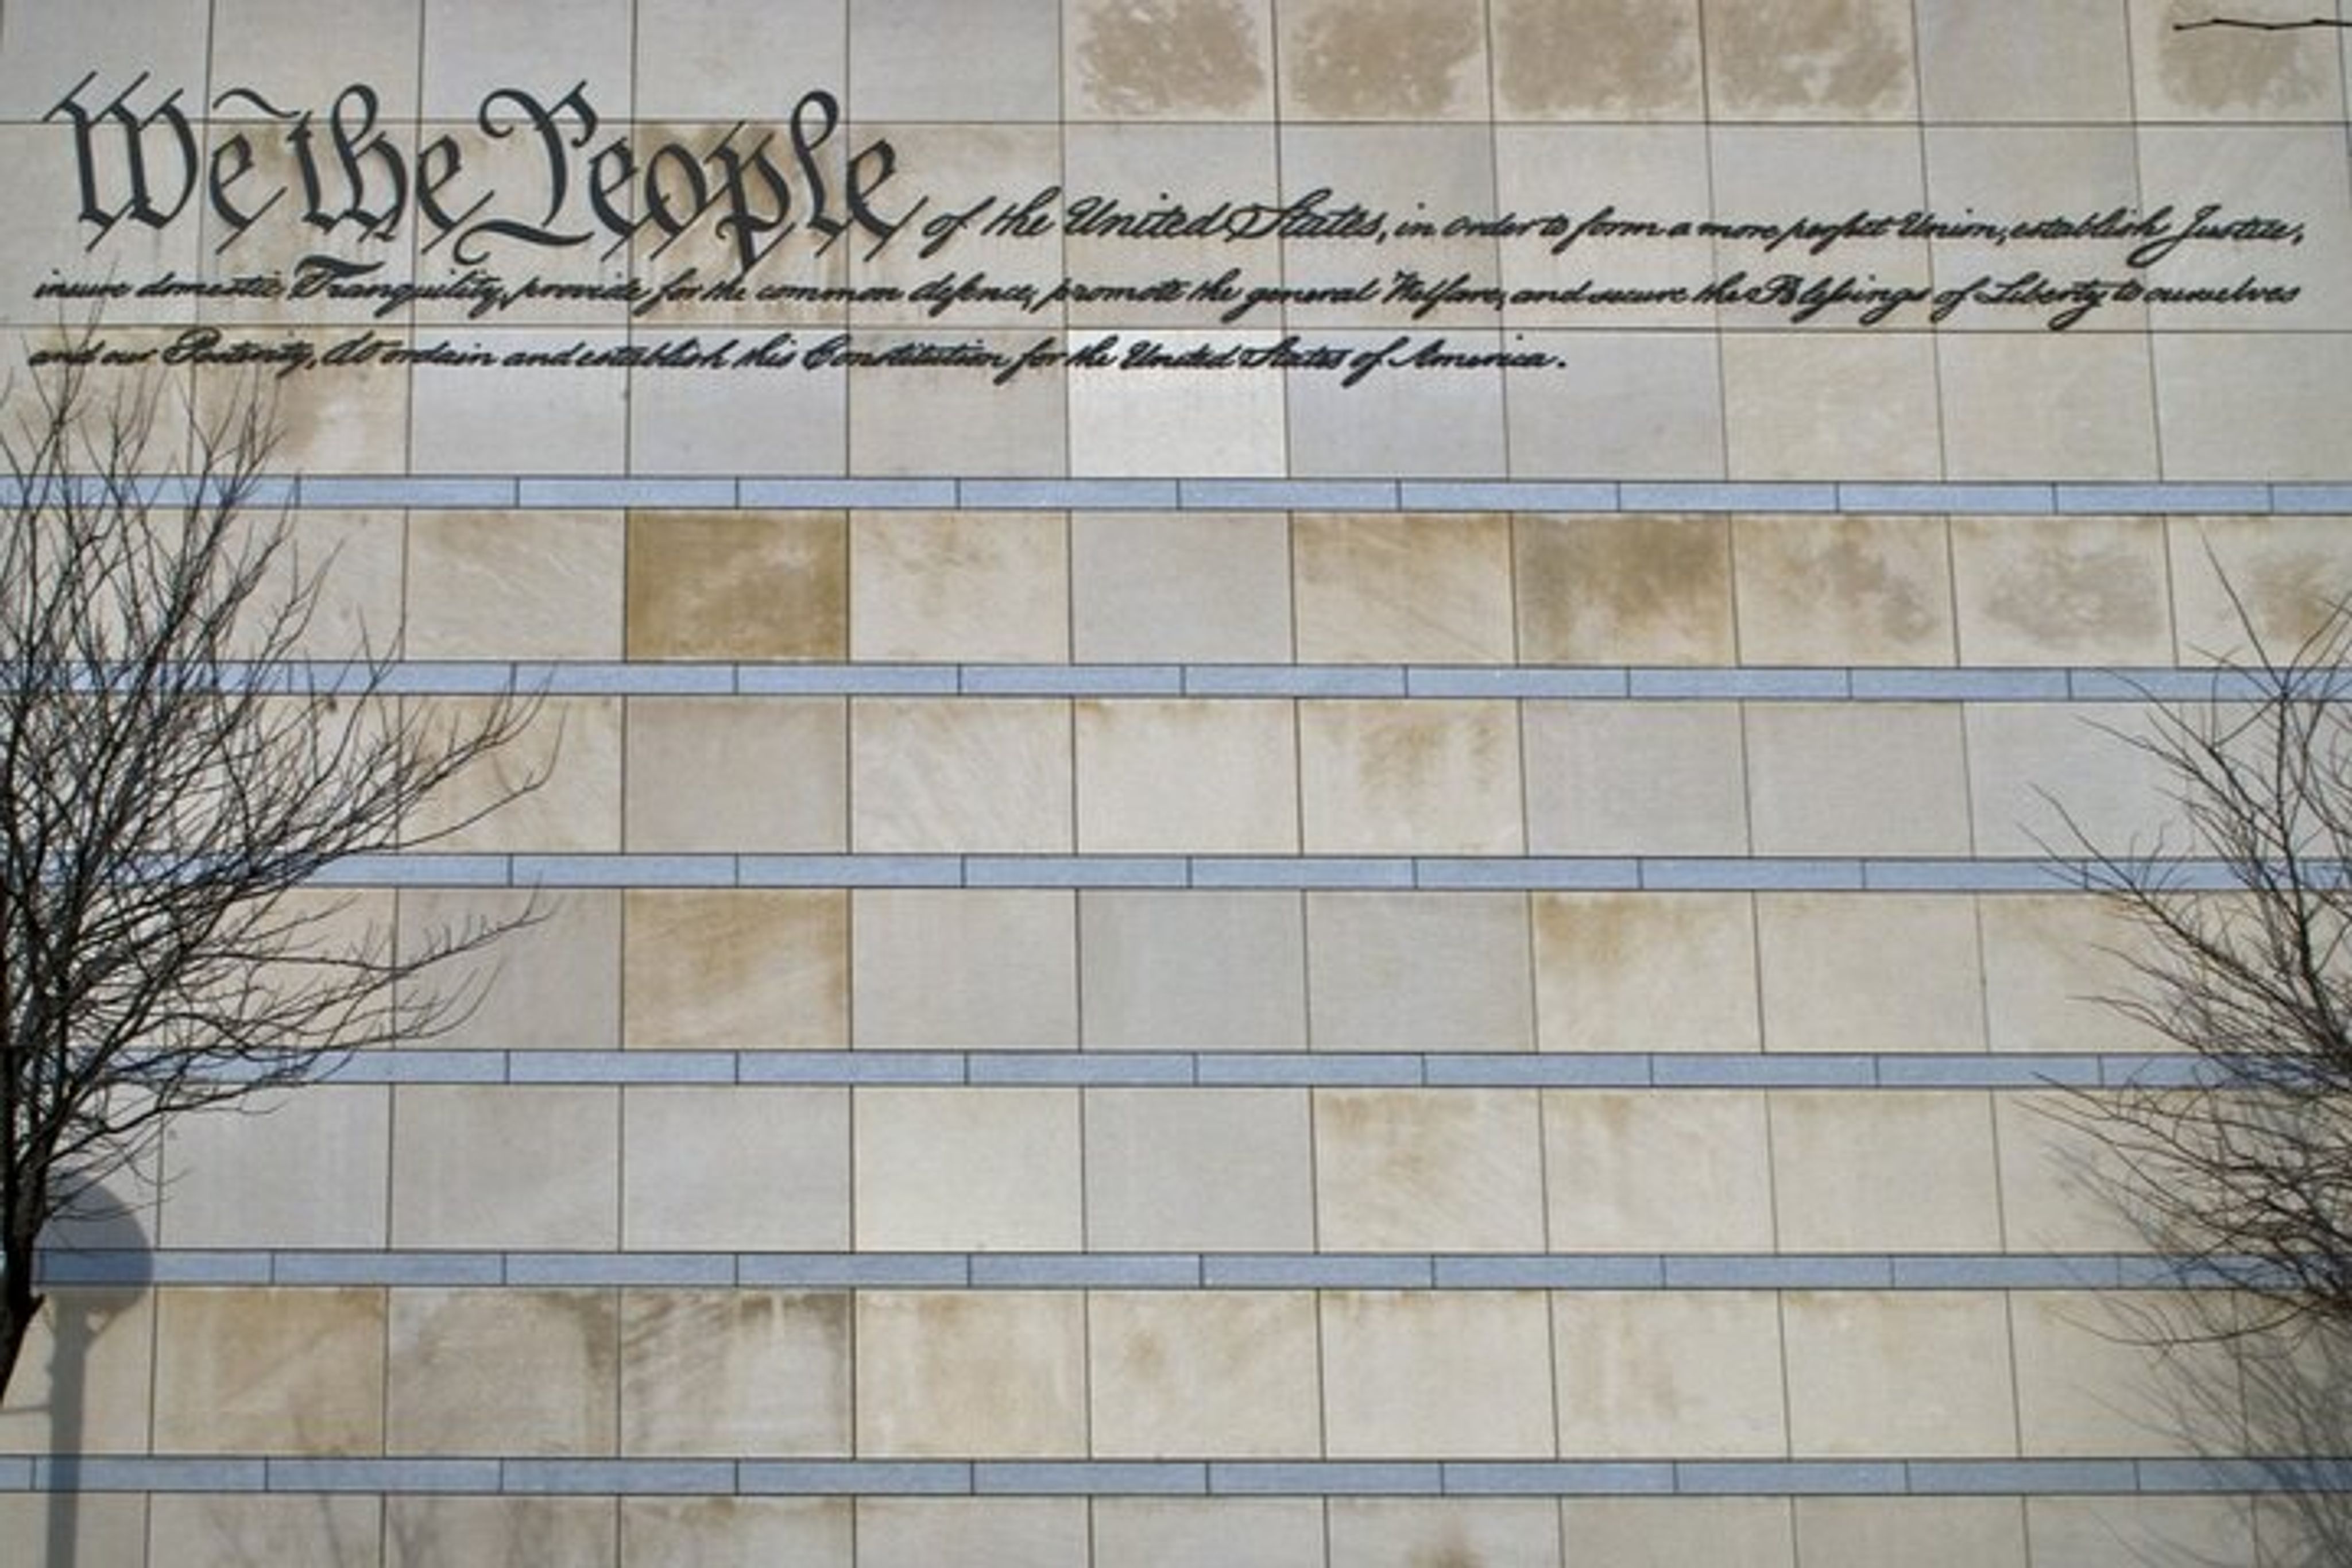 We the People of the United States, in Order to form a more perfect Union, establish Justice,
insure domestic Tranquility, provide for the common defence, promote the general Welfare, and secure the Blessings of Liberty to ourselves
and our Posterity, do ordain and establish this Constitution for the United States of America.